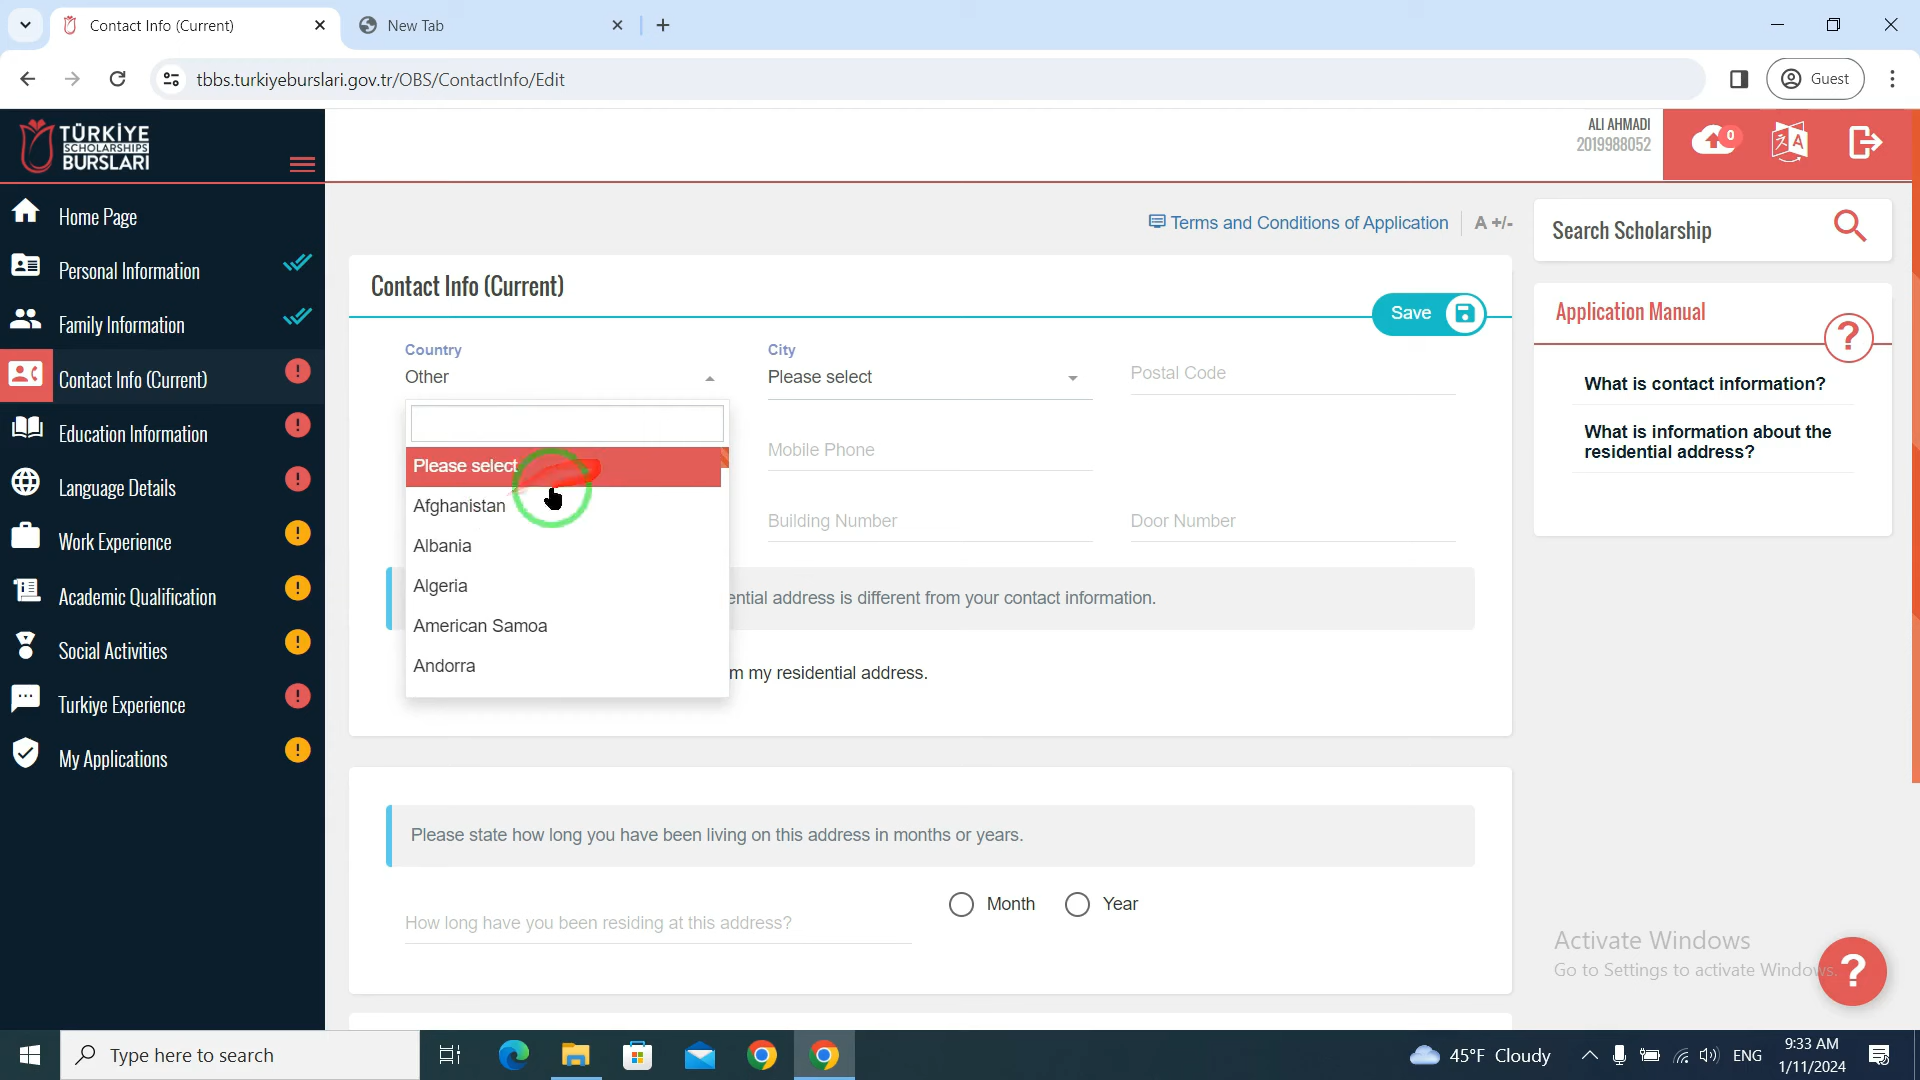 Contact Info (Current)
New Tab
tbbs.turkiyeburslari.gov.tr/OBS/ContactInfo/Edit
Guest
TÜRKİYE
SCHOLARSHIPS
BURSLARI
ALI AHMADI
2019988052
0
A
Home Page
Personal Information
Family Information
Contact Info (Current)
!
Education Information
!
Language Details
!
Work Experience
!
Academic Qualification
!
Social Activities
!
Turkiye Experience
!
My Applications
!
Terms and Conditions of Application
A +/-
Contact Info (Current)
Save
Country
Other
City
Please select
Postal Code
Please select
Afghanistan
Albania
Algeria
American Samoa
Andorra
Mobile Phone
Building Number
Door Number
ential address is different from your contact information.
m my residential address.
Please state how long you have been living on this address in months or years.
How long have you been residing at this address?
Month
Year
Search Scholarship
Application Manual
?
What is contact information?
What is information about the
residential address?
Activate Windows
Go to Settings to activate Windows.
?
Type here to search
45°F Cloudy
ENG
9:33 AM
1/11/2024